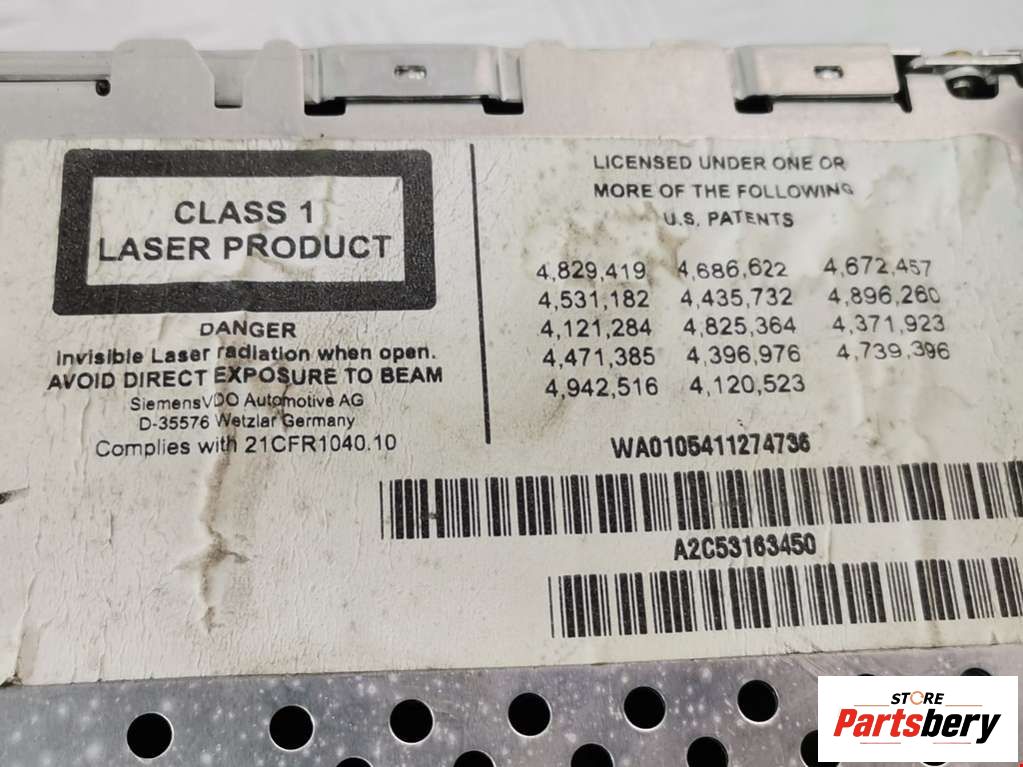 CLASS 1
LASER PRODUCT
DANGER
Invisible Laser radiation when open.
AVOID DIRECT EXPOSURE TO BEAM
SiemensVDO Automotive AG
D-35576 Wetzlar Germany
Complies with 21CFR1040.10
LICENSED UNDER ONE OR
MORE OF THE FOLLOWING
U.S. PATENTS
4,829,419 4,686,622 4,672,457
4,531,182 4,435,732 4,896,260
4,121,284 4,825,364 4,371,923
4,471,385 4,396,976 4,739,396
4,942,516 4,120,523
WA0105411274736
A2C53163450
STORE
Partsbery